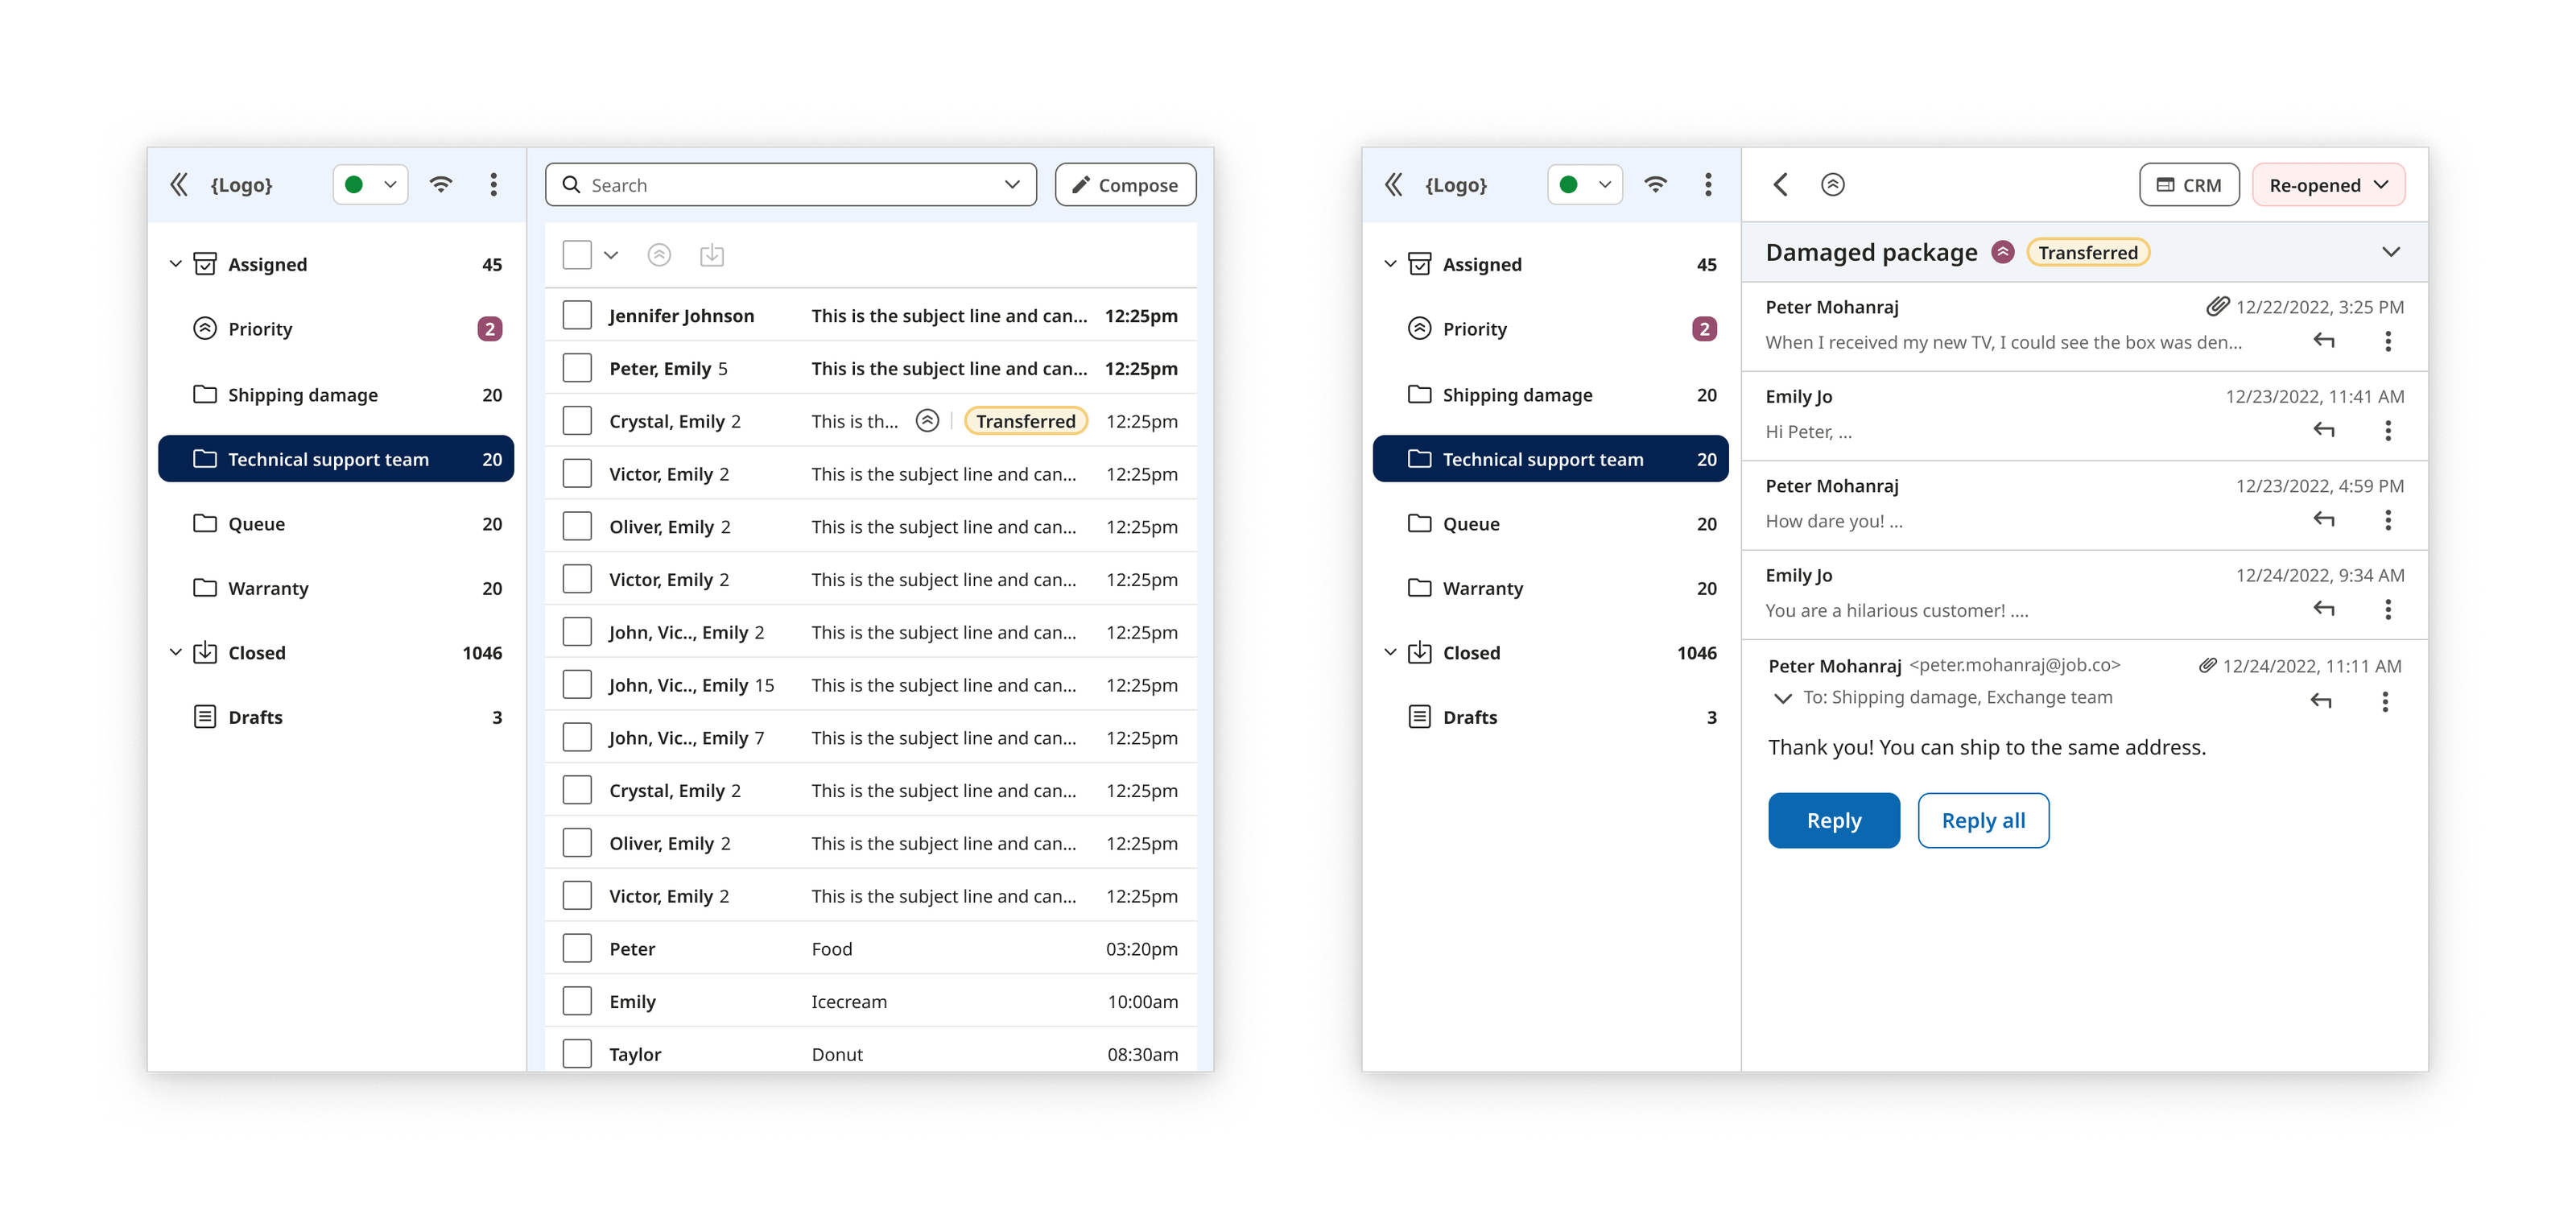 {Logo}
Assigned 45
Priority 2
Shipping damage 20
Technical support team 20
Queue 20
Warranty 20
Closed 1046
Drafts 3
Search
Compose
Jennifer Johnson This is the subject line and can... 12:25pm
Peter, Emily 5 This is the subject line and can... 12:25pm
Crystal, Emily 2 This is th... Transferred 12:25pm
Victor, Emily 2 This is the subject line and can... 12:25pm
Oliver, Emily 2 This is the subject line and can... 12:25pm
Victor, Emily 2 This is the subject line and can... 12:25pm
John, Vic.., Emily 2 This is the subject line and can... 12:25pm
John, Vic.., Emily 15 This is the subject line and can... 12:25pm
John, Vic.., Emily 7 This is the subject line and can... 12:25pm
Crystal, Emily 2 This is the subject line and can... 12:25pm
Oliver, Emily 2 This is the subject line and can... 12:25pm
Victor, Emily 2 This is the subject line and can... 12:25pm
Peter Food 03:20pm
Emily Icecream 10:00am
Taylor Donut 08:30am
{Logo}
Assigned 45
Priority 2
Shipping damage 20
Technical support team 20
Queue 20
Warranty 20
Closed 1046
Drafts 3
CRM
Re-opened
Damaged package Transferred
Peter Mohanraj 12/22/2022, 3:25 PM
When I received my new TV, I could see the box was den...
Emily Jo 12/23/2022, 11:41 AM
Hi Peter, ...
Peter Mohanraj 12/23/2022, 4:59 PM
How dare you! ...
Emily Jo 12/24/2022, 9:34 AM
You are a hilarious customer! ....
Peter Mohanraj <peter.mohanraj@job.co> 12/24/2022, 11:11 AM
To: Shipping damage, Exchange team
Thank you! You can ship to the same address.
Reply
Reply all